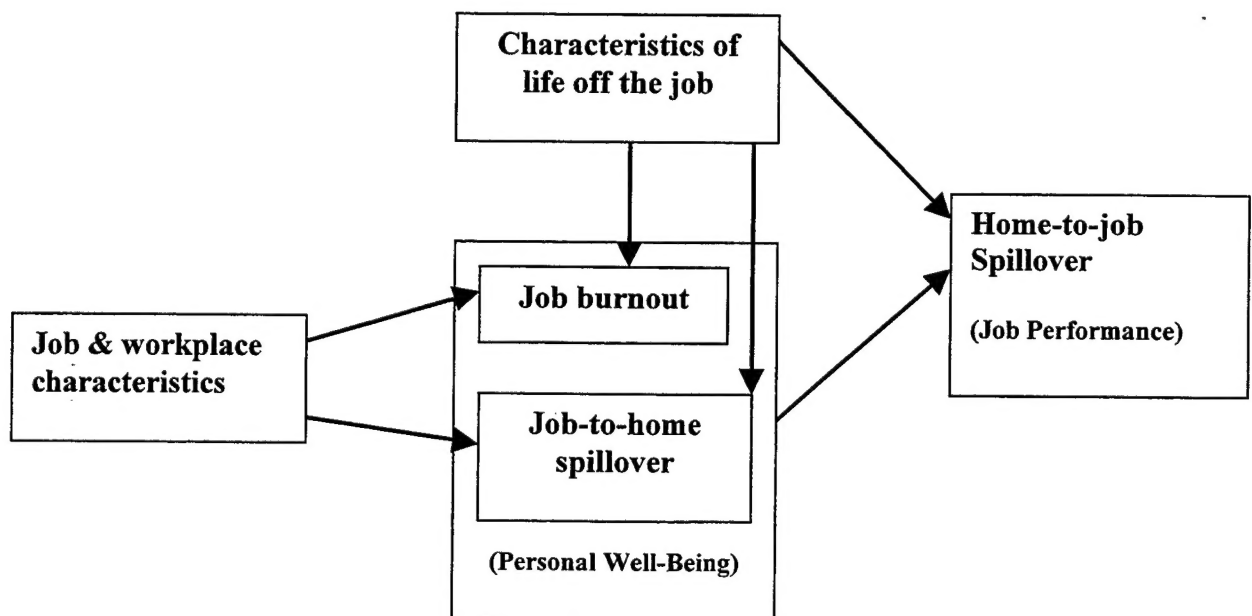 Characteristics of
life off the job
Home-to-job
Spillover
(Job Performance)
Job burnout
Job & workplace
characteristics
Job-to-home
spillover
(Personal Well-Being)